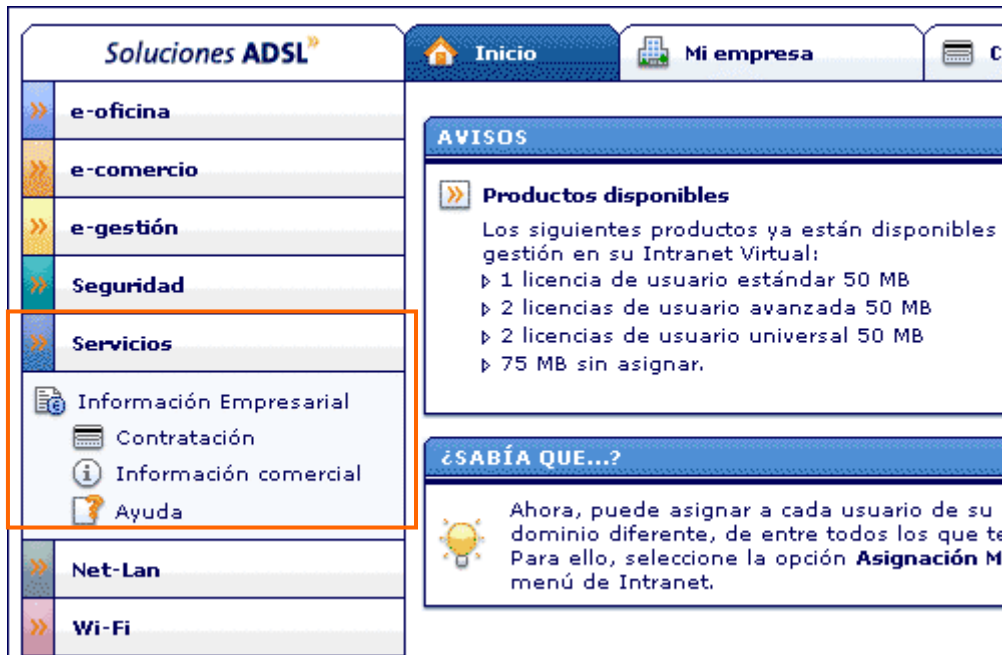 Soluciones ADSL»
Inicio
Mi empresa
C
e-oficina
e-comercio
e-gestión
Seguridad
Servicios
Información Empresarial
Contratación
Información comercial
Ayuda
Net-Lan
Wi-Fi
AVISOS
Productos disponibles
Los siguientes productos ya están disponibles
gestión en su Intranet Virtual:
1 licencia de usuario estándar 50 MB
2 licencias de usuario avanzada 50 MB
2 licencias de usuario universal 50 MB
75 MB sin asignar.
¿SABÍA QUE...?
Ahora, puede asignar a cada usuario de su
dominio diferente, de entre todos los que te
Para ello, seleccione la opción Asignación M
menú de Intranet.